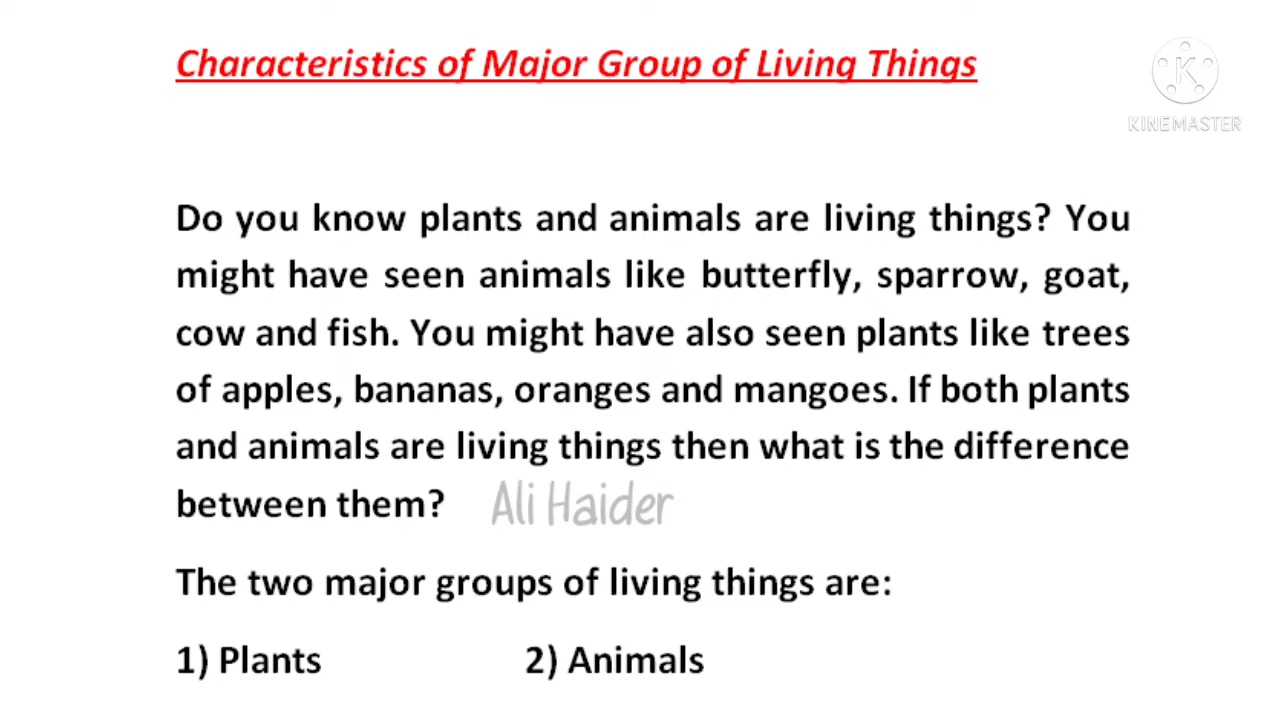 Characteristics of Major Group of Living Things
KINEMASTER
Do you know plants and animals are living things? You
might have seen animals like butterfly, sparrow, goat,
cow and fish. You might have also seen plants like trees
of apples, bananas, oranges and mangoes. If both plants
and animals are living things then what is the difference
between them? Ali Haider
The two major groups of living things are:
1) Plants 2) Animals